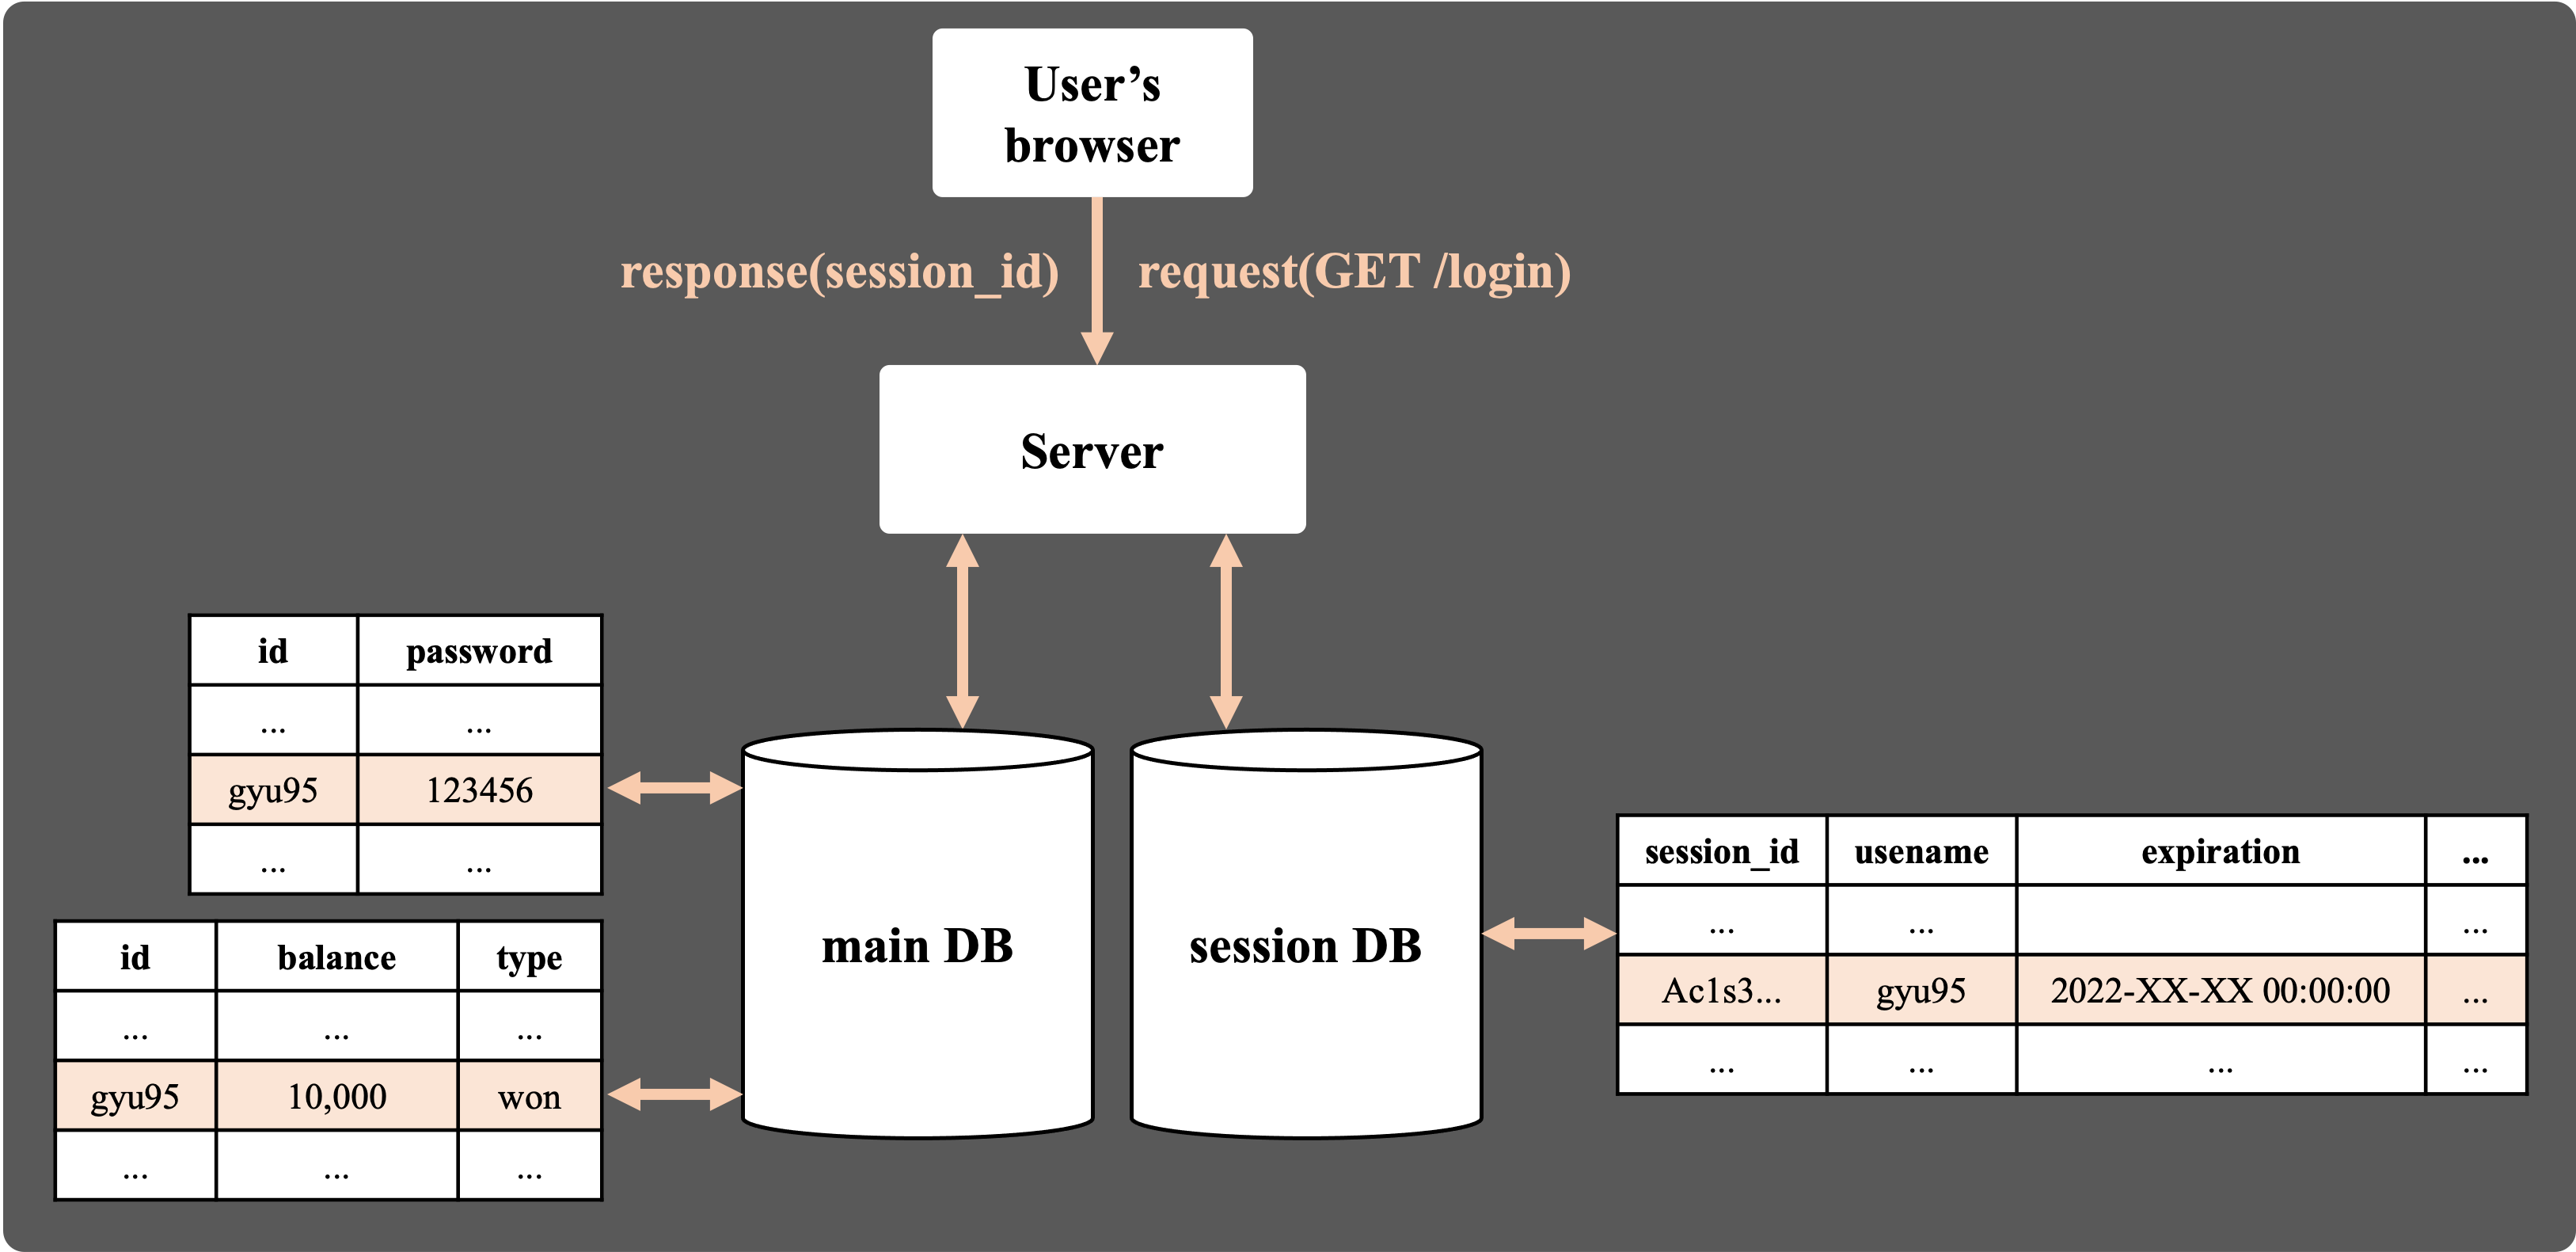 User’s
browser
response(session_id) request(GET /login)
Server
id password
... ...
gyu95 123456
... ...
id balance type
... ... ...
gyu95 10,000 won
... ... ...
main DB
session DB
session_id usename expiration ...
... ... ...
Ac1s3... gyu95 2022-XX-XX 00:00:00 ...
... ... ... ...